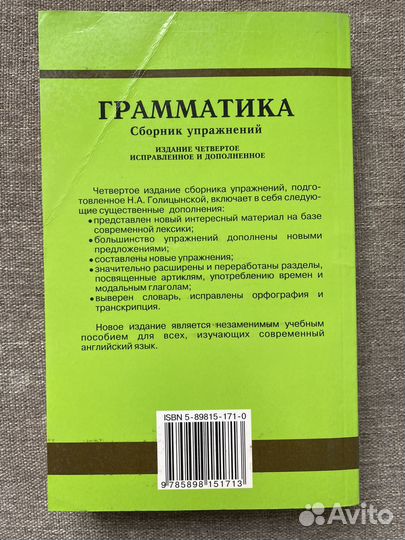 ГРАММАТИКА
Сборник упражнений
ИЗДАНИЕ ЧЕТВЕРТОЕ
ИСПРАВЛЕННОЕ И ДОПОЛНЕННОЕ
Четвертое издание сборника упражнений, подго-
товленное Н.А. Голицынской, включает в себя следую-
щие существенные дополнения:
• представлен новый интересный материал на базе
современной лексики;
• большинство упражнений дополнены новыми
предложениями;
• составлены новые упражнения;
• значительно расширены и переработаны разделы,
посвященные артиклям, употреблению времен и
модальным глаголам;
• выверен словарь, исправлены орфография и
транскрипция.
Новое издание является незаменимым учебным
пособием для всех, изучающих современный
английский язык.
ISBN 5-89815-171-0
9 785898 151713
Avito